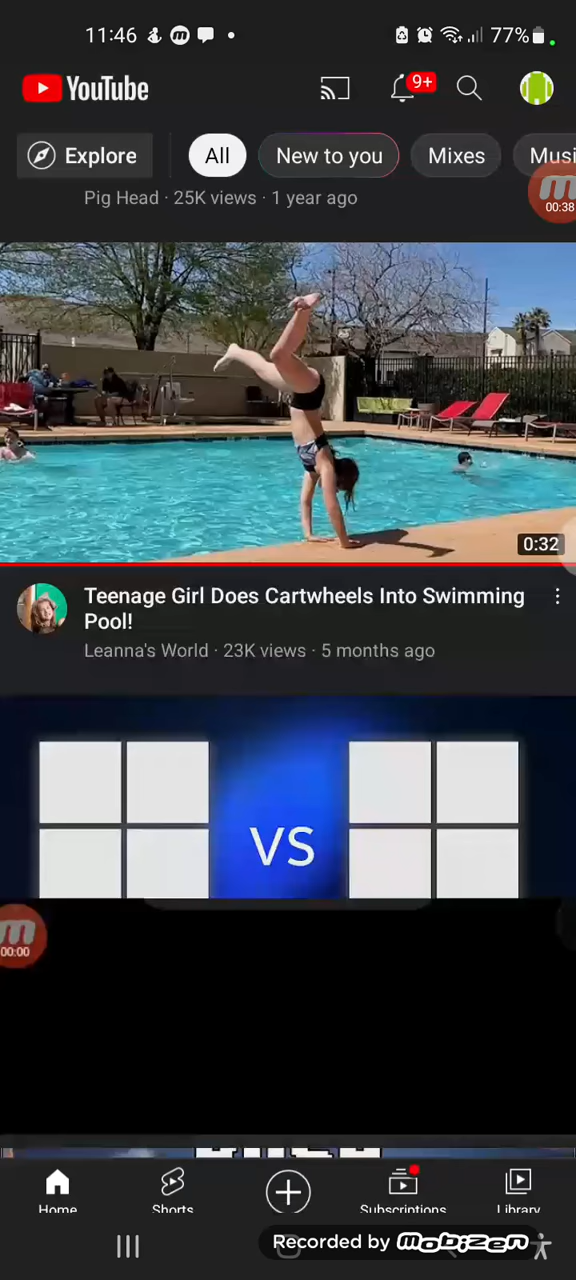 11:46
77%
YouTube
9+
Explore
All
New to you
Mixes
Musi
Pig Head · 25K views · 1 year ago
00:38
0:32
Teenage Girl Does Cartwheels Into Swimming
Pool!
Leanna's World · 23K views · 5 months ago
VS
00:00
Home
Shorts
Subscriptions
Library
Recorded by mobizen